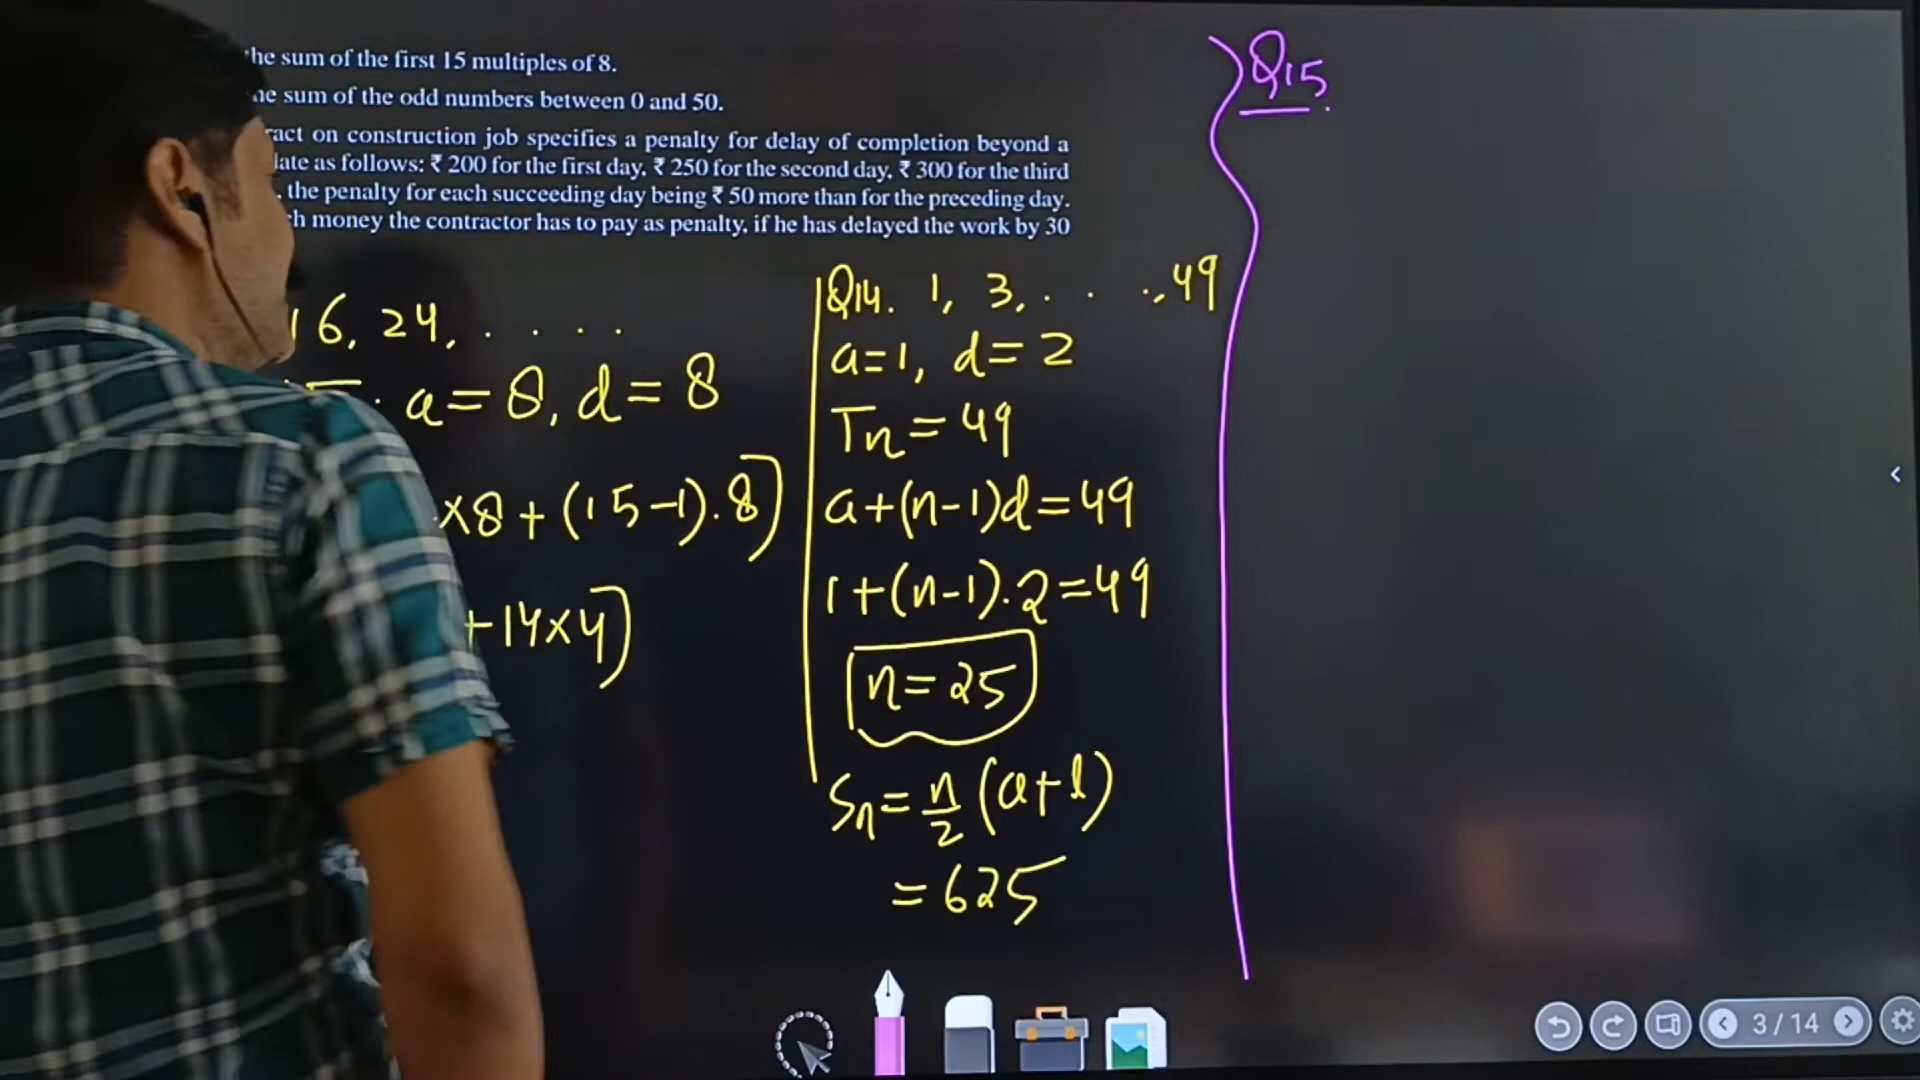 he sum of the first 15 multiples of 8.
he sum of the odd numbers between 0 and 50.
ract on construction job specifies a penalty for delay of completion beyond a
late as follows: ₹ 200 for the first day, ₹ 250 for the second day, ₹ 300 for the third
, the penalty for each succeeding day being ₹ 50 more than for the preceding day.
h money the contractor has to pay as penalty, if he has delayed the work by 30
16, 24, . . . .
a = 8, d = 8
×8 + (15-1).8]
+ 14×4]
Q14. 1, 3, . . ., 49
a=1, d=2
Tn = 49
a+(n-1)d=49
1+(n-1).2=49
n=25
Sn = n/2 (a+l)
= 625
Q15.
3 / 14